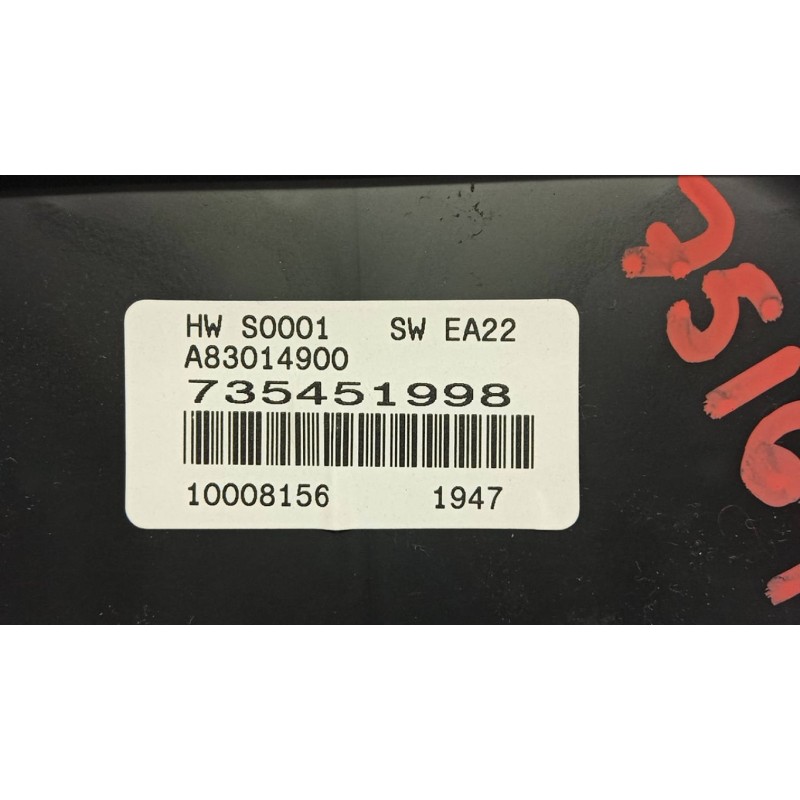 HW S0001 SW EA22
A83014900
735451998
10008156 1947